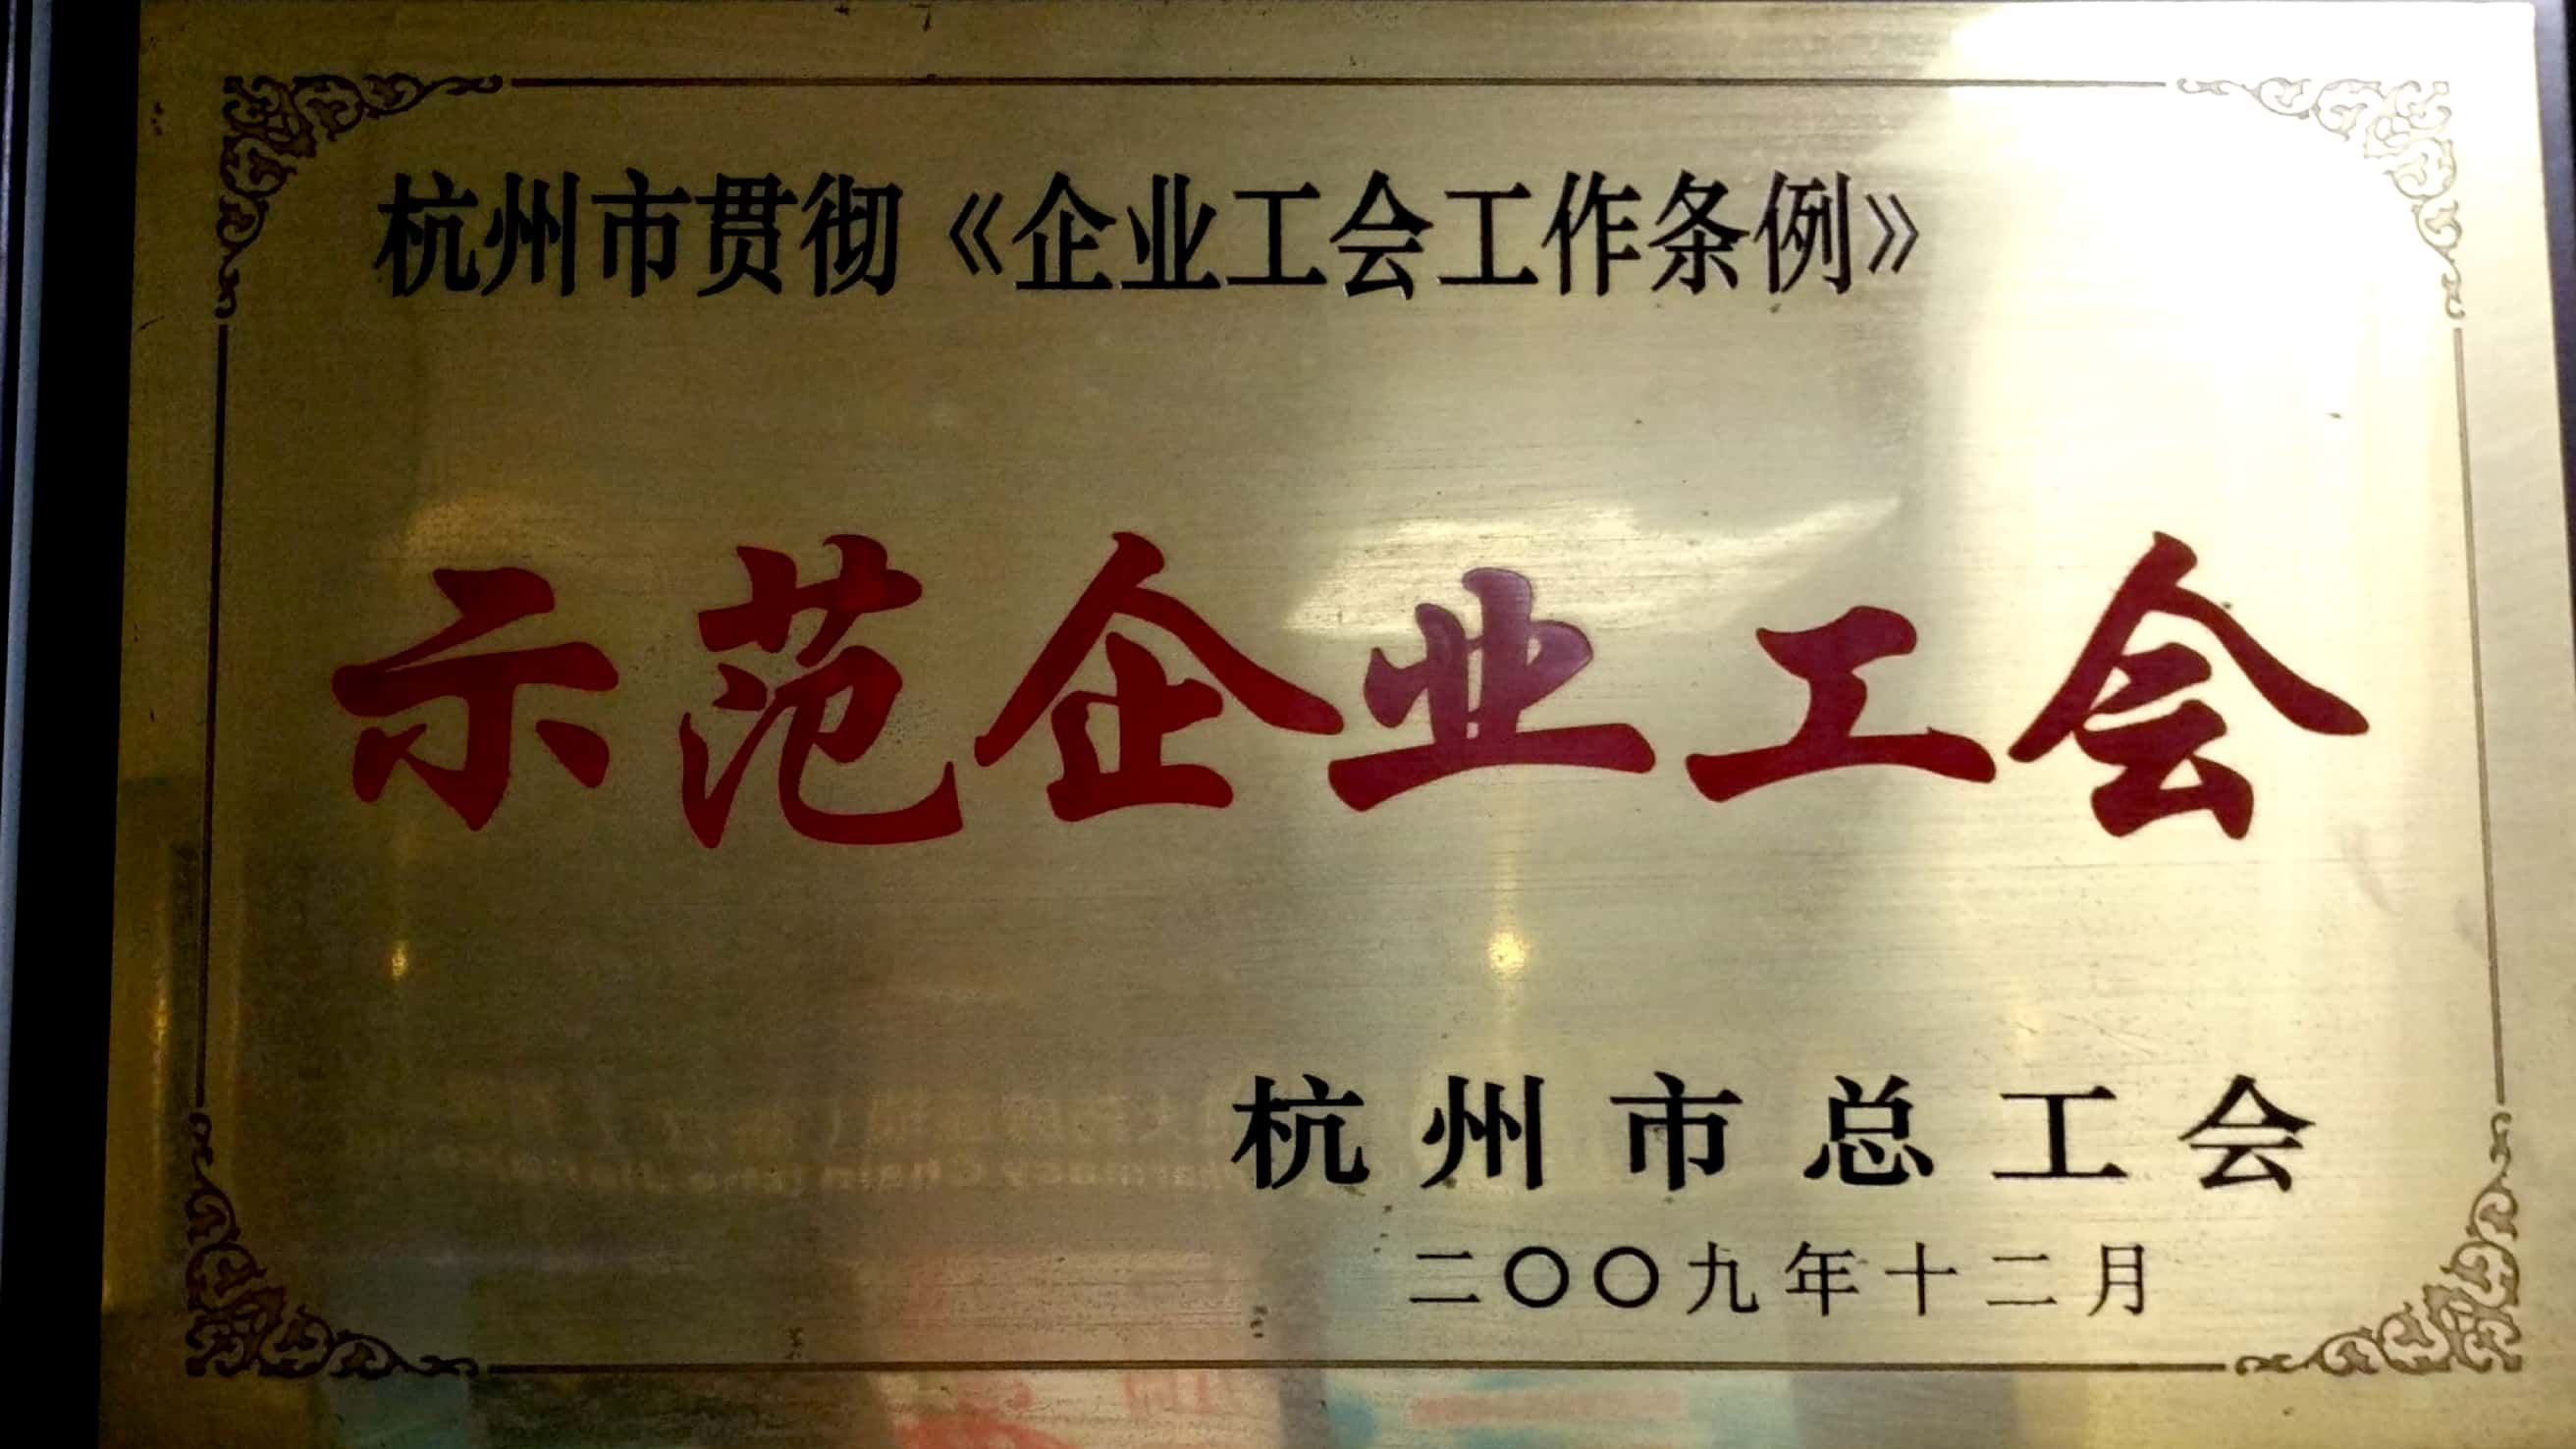 杭州市贯彻《企业工会工作条例》
示范企业工会
杭州市总工会
二〇〇九年十二月